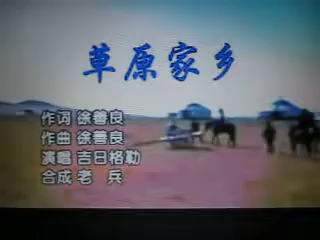 草原家乡
作词 徐善良
作曲 徐善良
演唱 吉日格勒
合成 老 兵